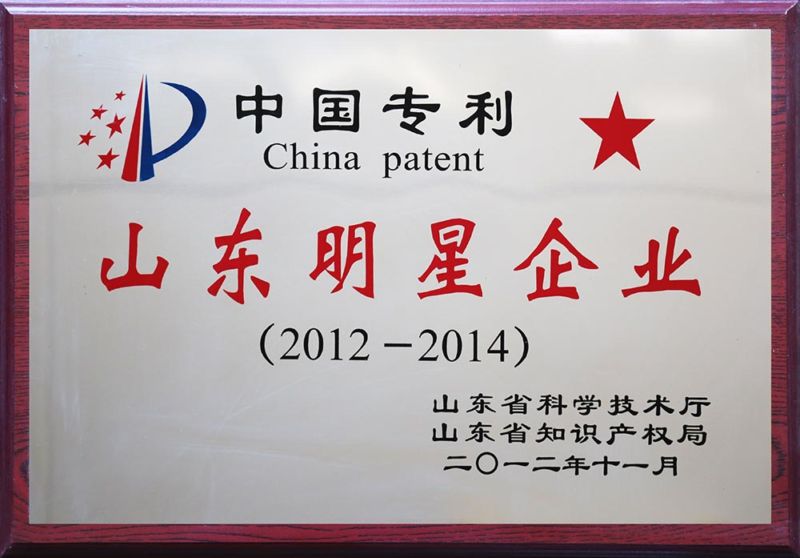 中国专利
China patent
山东明星企业
(2012-2014)
山东省科学技术厅
山东省知识产权局
二〇一二年十一月